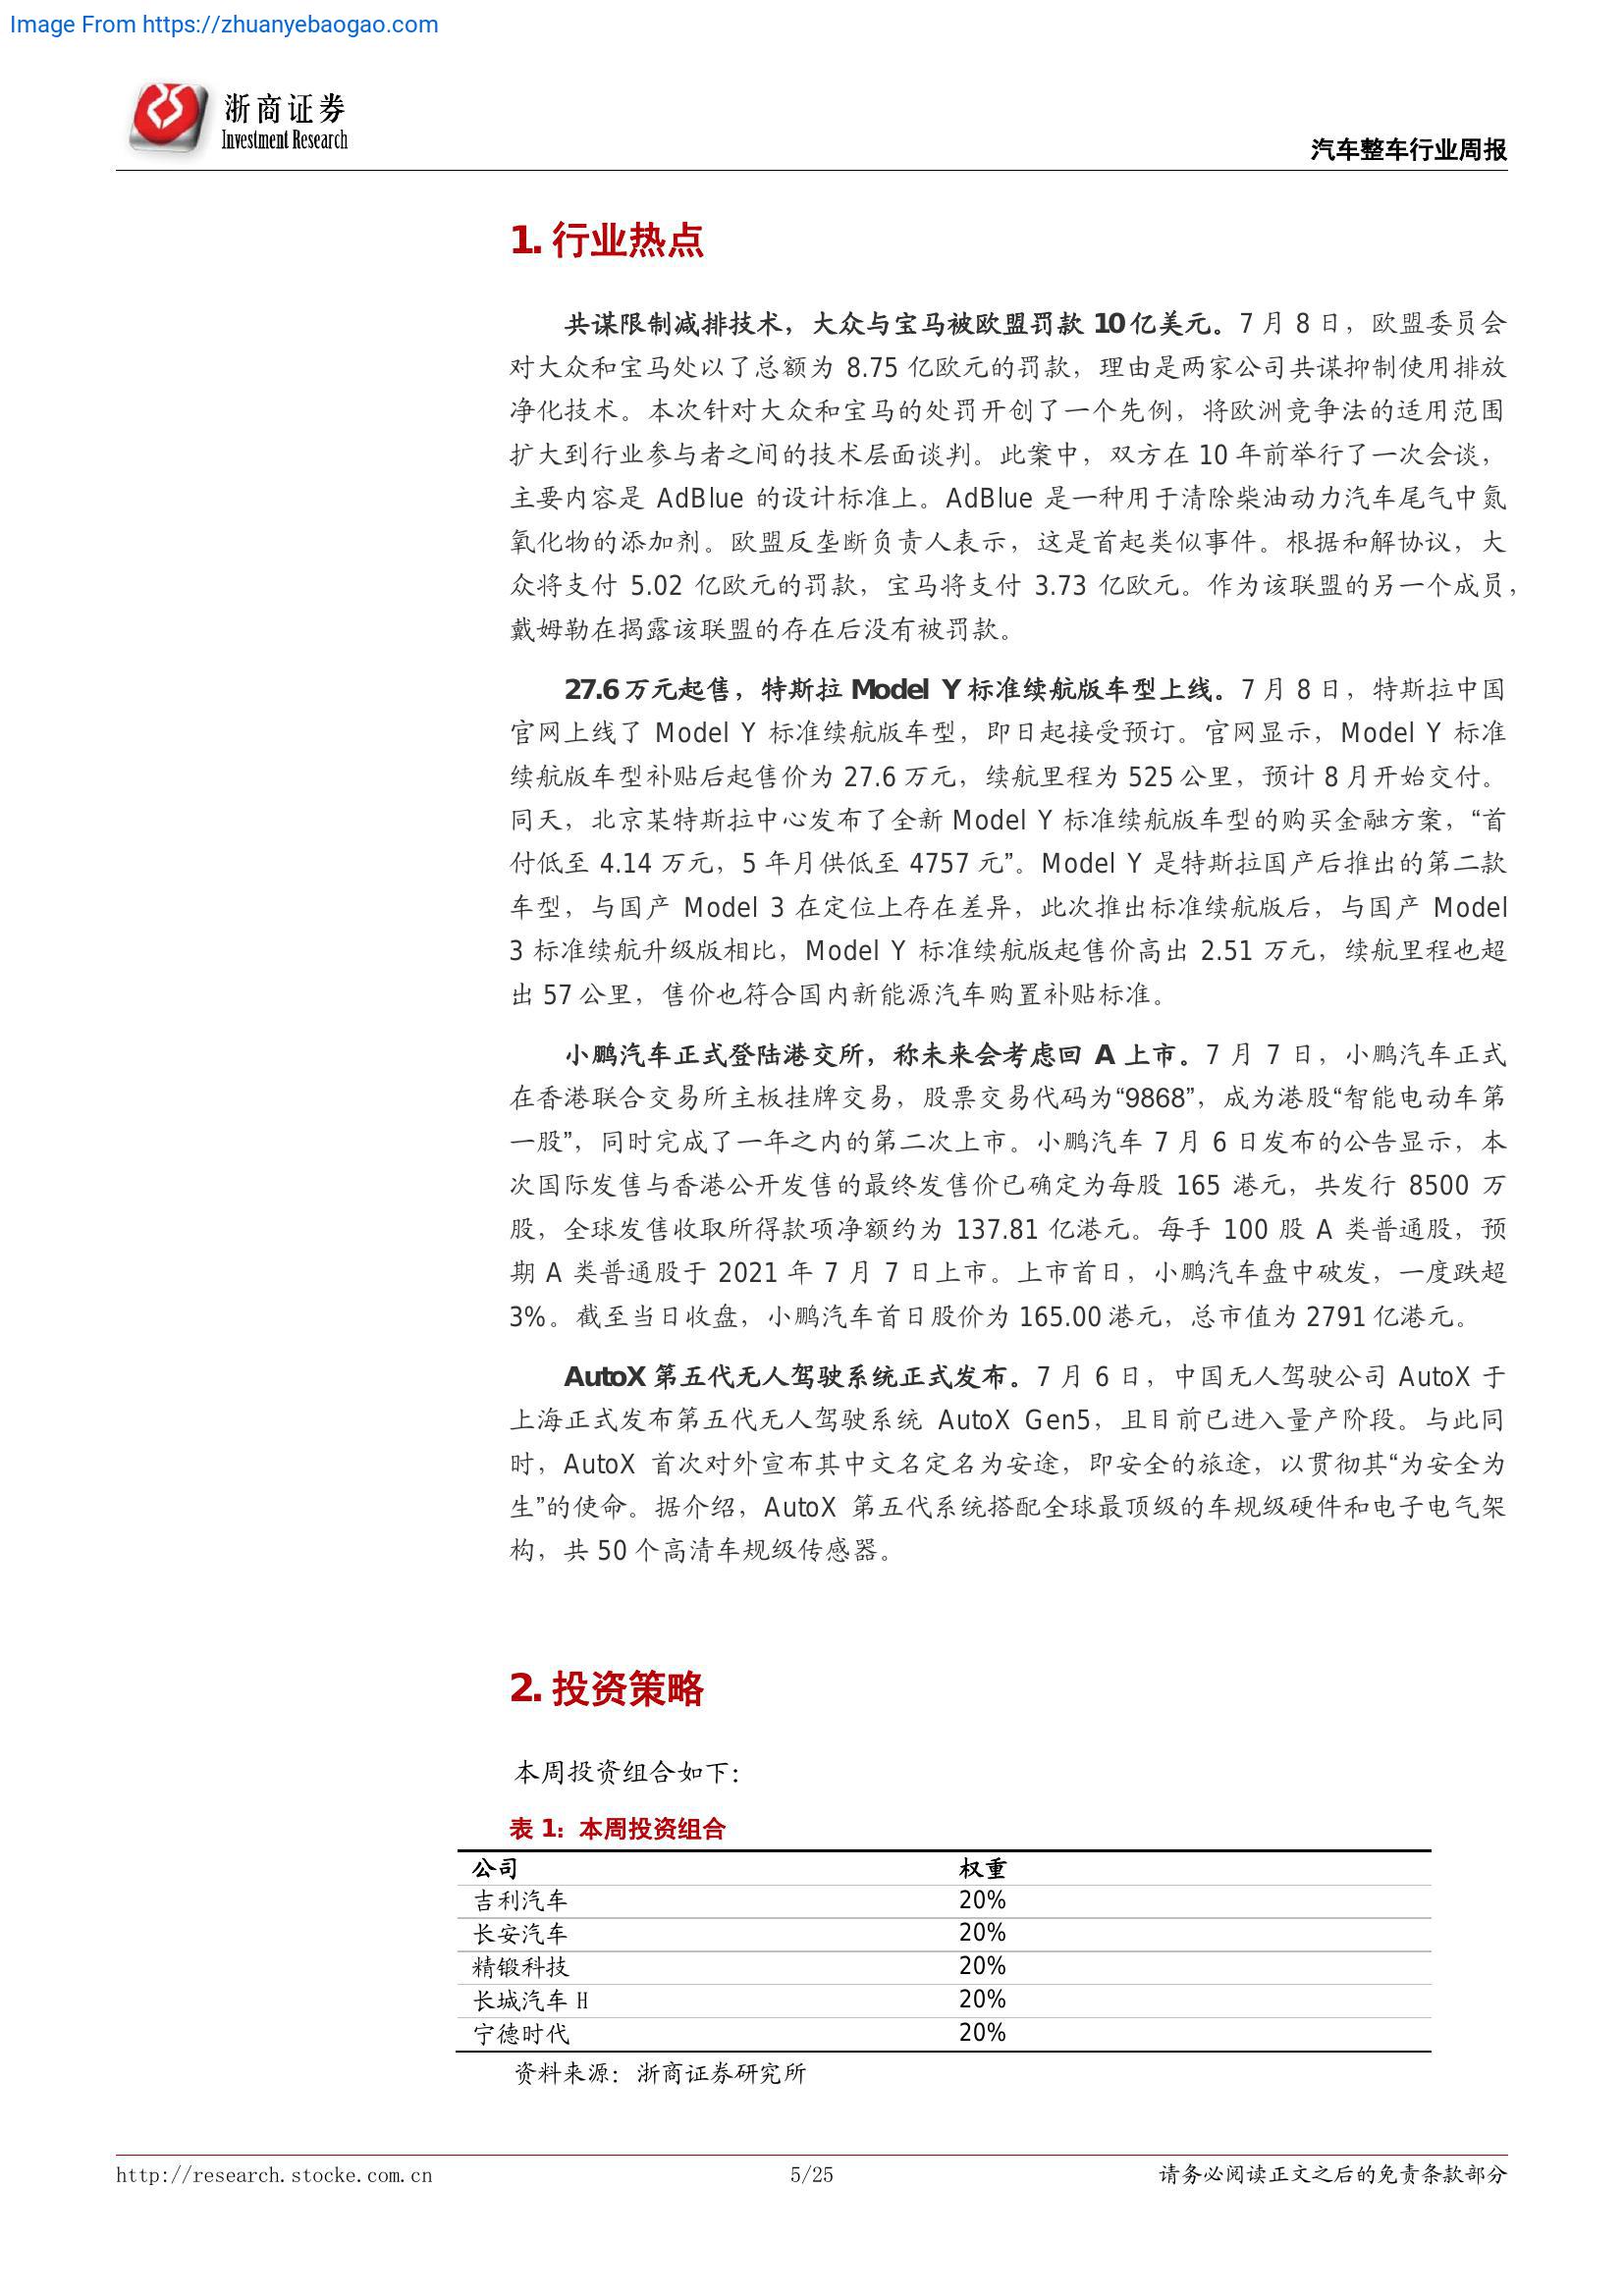 Image From https://zhuanyebaogao.com
浙商证券
Investment Research
汽车整车行业周报
1. 行业热点
共谋限制减排技术，大众与宝马被欧盟罚款 10亿美元。7 月 8 日，欧盟委员会
对大众和宝马处以了总额为 8.75 亿欧元的罚款，理由是两家公司共谋抑制使用排放
净化技术。本次针对大众和宝马的处罚开创了一个先例，将欧洲竞争法的适用范围
扩大到行业参与者之间的技术层面谈判。此案中，双方在 10 年前举行了一次会谈，
主要内容是 AdBlue 的设计标准上。AdBlue 是一种用于清除柴油动力汽车尾气中氮
氧化物的添加剂。欧盟反垄断负责人表示，这是首起类似事件。根据和解协议，大
众将支付 5.02 亿欧元的罚款，宝马将支付 3.73 亿欧元。作为该联盟的另一个成员，
戴姆勒在揭露该联盟的存在后没有被罚款。
27.6 万元起售，特斯拉 Model Y 标准续航版车型上线。7 月 8 日，特斯拉中国
官网上线了 Model Y 标准续航版车型，即日起接受预订。官网显示，Model Y 标准
续航版车型补贴后起售价为 27.6 万元，续航里程为 525 公里，预计 8 月开始交付。
同天，北京某特斯拉中心发布了全新 Model Y 标准续航版车型的购买金融方案，“首
付低至 4.14 万元，5 年月供低至 4757 元”。Model Y 是特斯拉国产后推出的第二款
车型，与国产 Model 3 在定位上存在差异，此次推出标准续航版后，与国产 Model
3 标准续航升级版相比，Model Y 标准续航版起售价高出 2.51 万元，续航里程也超
出 57 公里，售价也符合国内新能源汽车购置补贴标准。
小鹏汽车正式登陆港交所，称未来会考虑回 A 上市。7 月 7 日，小鹏汽车正式
在香港联合交易所主板挂牌交易，股票交易代码为“9868”，成为港股“智能电动车第
一股”，同时完成了一年之内的第二次上市。小鹏汽车 7 月 6 日发布的公告显示，本
次国际发售与香港公开发售的最终发售价已确定为每股 165 港元，共发行 8500 万
股，全球发售收取所得款项净额约为 137.81 亿港元。每手 100 股 A 类普通股，预
期 A 类普通股于 2021 年 7 月 7 日上市。上市首日，小鹏汽车盘中破发，一度跌超
3%。截至当日收盘，小鹏汽车首日股价为 165.00 港元，总市值为 2791 亿港元。
AutoX 第五代无人驾驶系统正式发布。7 月 6 日，中国无人驾驶公司 AutoX 于
上海正式发布第五代无人驾驶系统 AutoX Gen5，且目前已进入量产阶段。与此同
时，AutoX 首次对外宣布其中文名定名为安途，即安全的旅途，以贯彻其“为安全为
生”的使命。据介绍，AutoX 第五代系统搭配全球最顶级的车规级硬件和电子电气架
构，共 50 个高清车规级传感器。
2. 投资策略
本周投资组合如下：
表 1：本周投资组合
公司 权重
吉利汽车 20%
长安汽车 20%
精锻科技 20%
长城汽车 H 20%
宁德时代 20%
资料来源：浙商证券研究所
http://research.stocke.com.cn 5/25 请务必阅读正文之后的免责条款部分